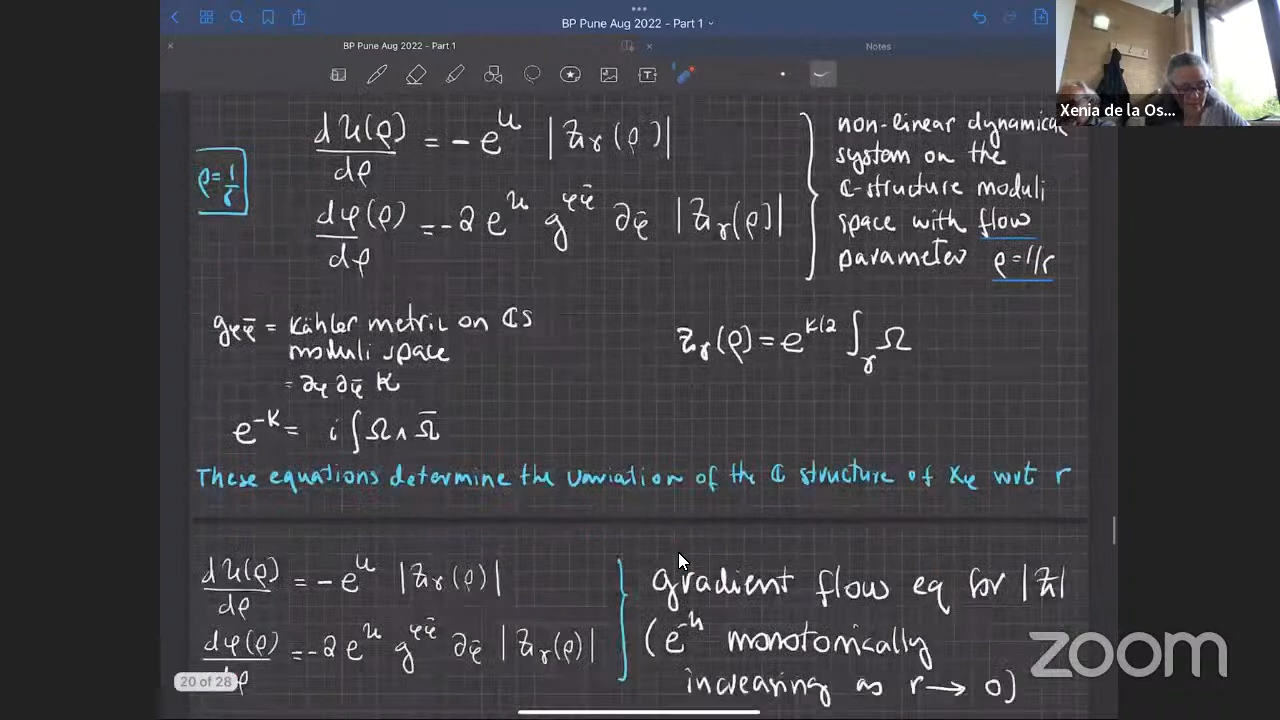 BP Pune Aug 2022 - Part 1
BP Pune Aug 2022 - Part 1
Notes
Xenia de la Os...
ρ = 1/r
dU(ρ)/dρ = - e^U |Z_γ(ρ)|
dφ(ρ)/dρ = -2 e^U g^{φφ̄} ∂_φ̄ |Z_γ(ρ)|
non-linear dynamical
system on the
ℂ-structure moduli
space with flow
parameter ρ = 1/r
g_{φφ̄} = Kähler metric on ℂS
moduli space
= ∂_φ ∂_φ̄ K
e^{-K} = i ∫ Ω ∧ Ω̄
Z_γ(ρ) = e^{K/2} ∫_γ Ω
These equations determine the variation of the ℂ structure of X_φ wrt r
dU(ρ)/dρ = - e^U |Z_γ(ρ)|
dφ(ρ)/dρ = -2 e^U g^{φφ̄} ∂_φ̄ |Z_γ(ρ)|
gradient flow eq for |Z|
(e^{-U} monotonically
increasing as r → 0)
20 of 28
zoom